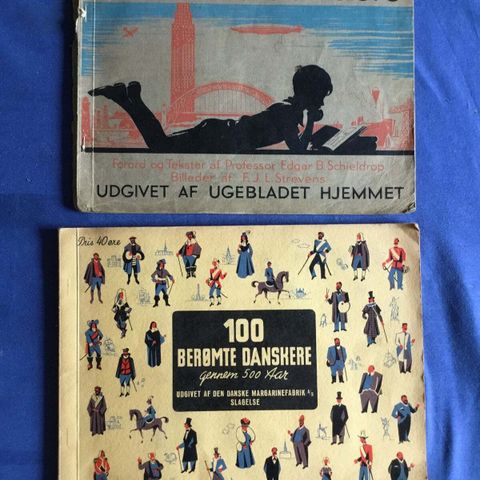 Forord og Tekster af Professor Edgar B. Schieldrop
Billeder af F. J. L. Strevens
UDGIVET AF UGEBLADET HJEMMET
Pris 40 øre
100
BERØMTE DANSKERE
gennem 500 Aar
UDGIVET AF DEN DANSKE MARGARINEFABRIK A/S
SLAGELSE